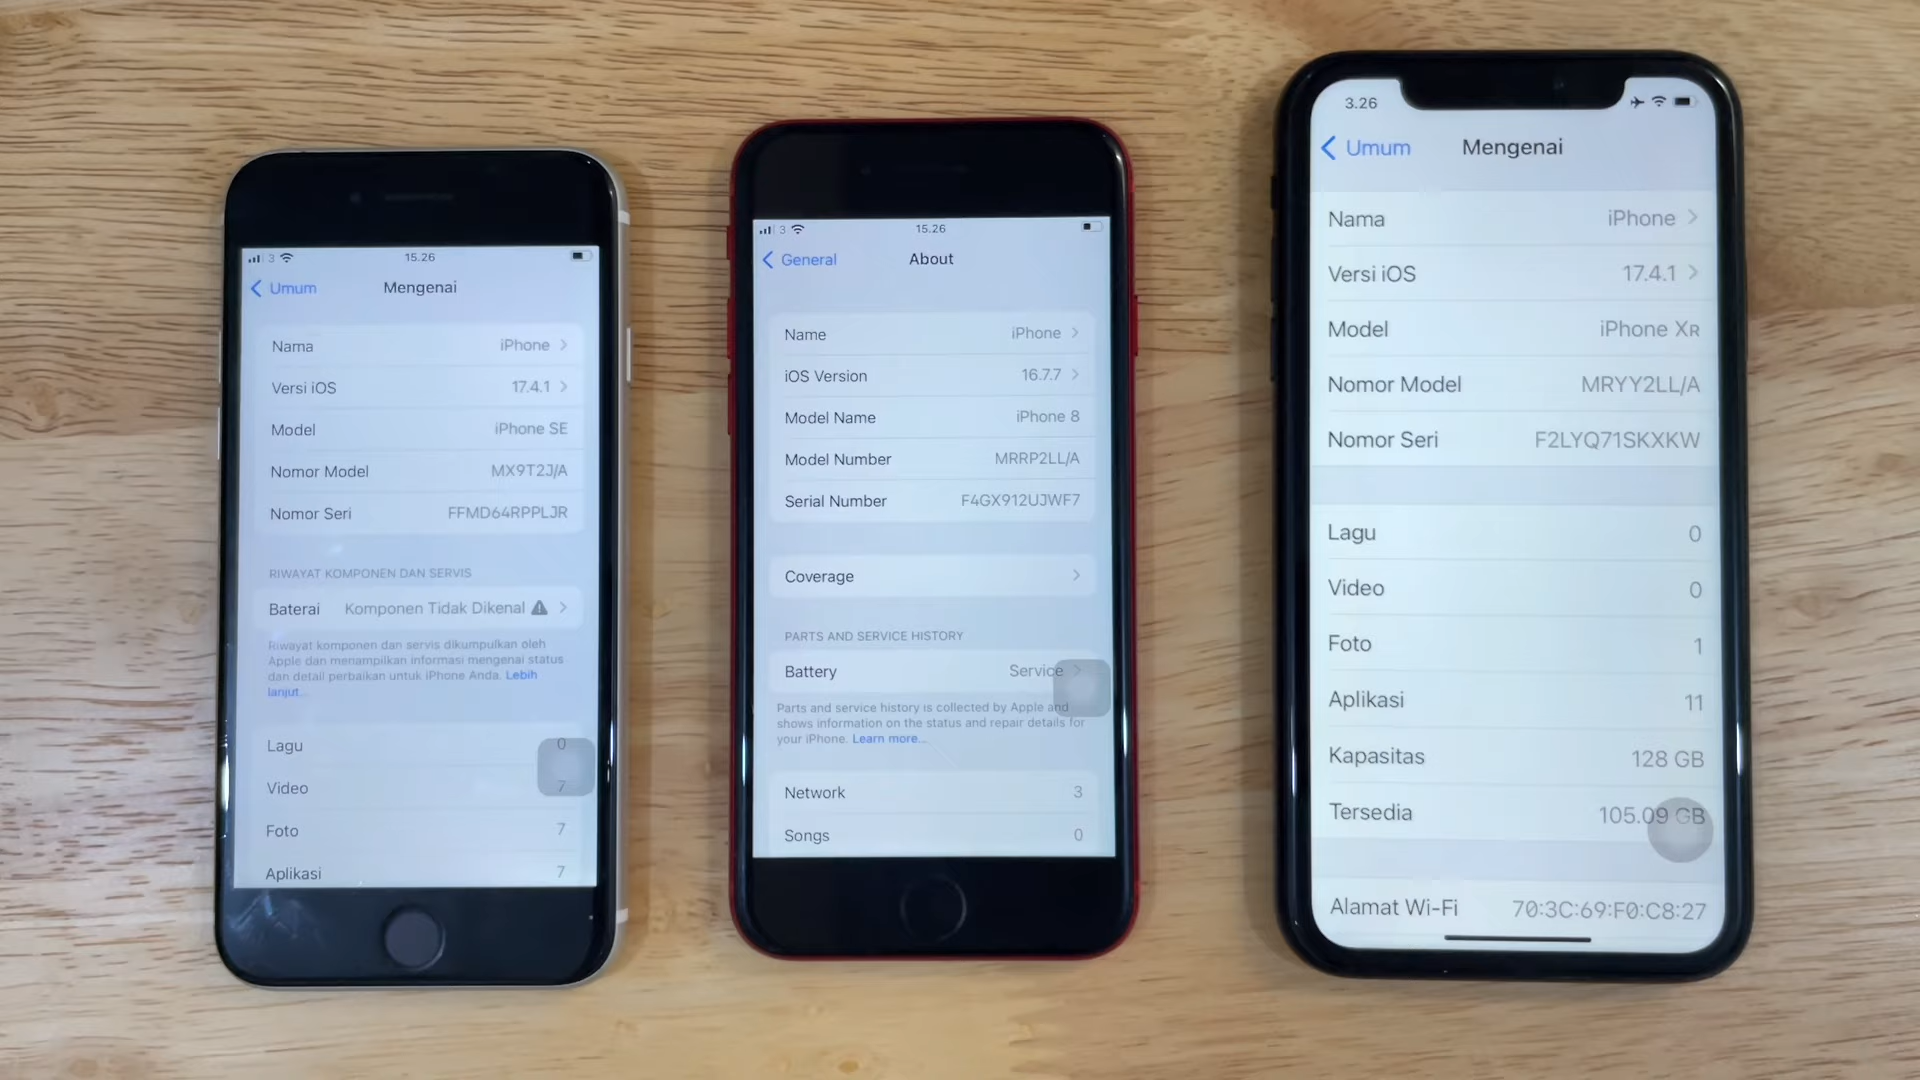 3 15.26
Umum Mengenai
Nama iPhone
Versi iOS 17.4.1
Model iPhone SE
Nomor Model MX9T2J/A
Nomor Seri FFMD64RPPLJR
RIWAYAT KOMPONEN DAN SERVIS
Baterai Komponen Tidak Dikenal
Riwayat komponen dan servis dikumpulkan oleh
Apple dan menampilkan informasi mengenai status
dan detail perbaikan untuk iPhone Anda. Lebih
lanjut...
Lagu 0
Video 7
Foto 7
Aplikasi 7
3 15.26
General About
Name iPhone
iOS Version 16.7.7
Model Name iPhone 8
Model Number MRRP2LL/A
Serial Number F4GX912UJWF7
Coverage
PARTS AND SERVICE HISTORY
Battery Service
Parts and service history is collected by Apple and
shows information on the status and repair details for
your iPhone. Learn more...
Network 3
Songs 0
3.26
Umum Mengenai
Nama iPhone
Versi iOS 17.4.1
Model iPhone XR
Nomor Model MRYY2LL/A
Nomor Seri F2LYQ71SKXKW
Lagu 0
Video 0
Foto 1
Aplikasi 11
Kapasitas 128 GB
Tersedia 105.09 GB
Alamat Wi-Fi 70:3C:69:F0:C8:27